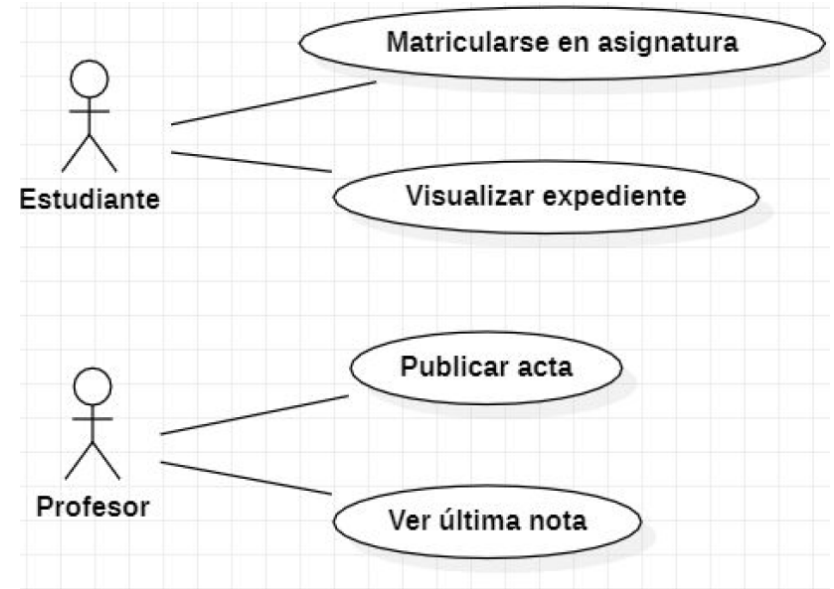 Matricularse en asignatura
Estudiante
Visualizar expediente
Publicar acta
Profesor
Ver última nota